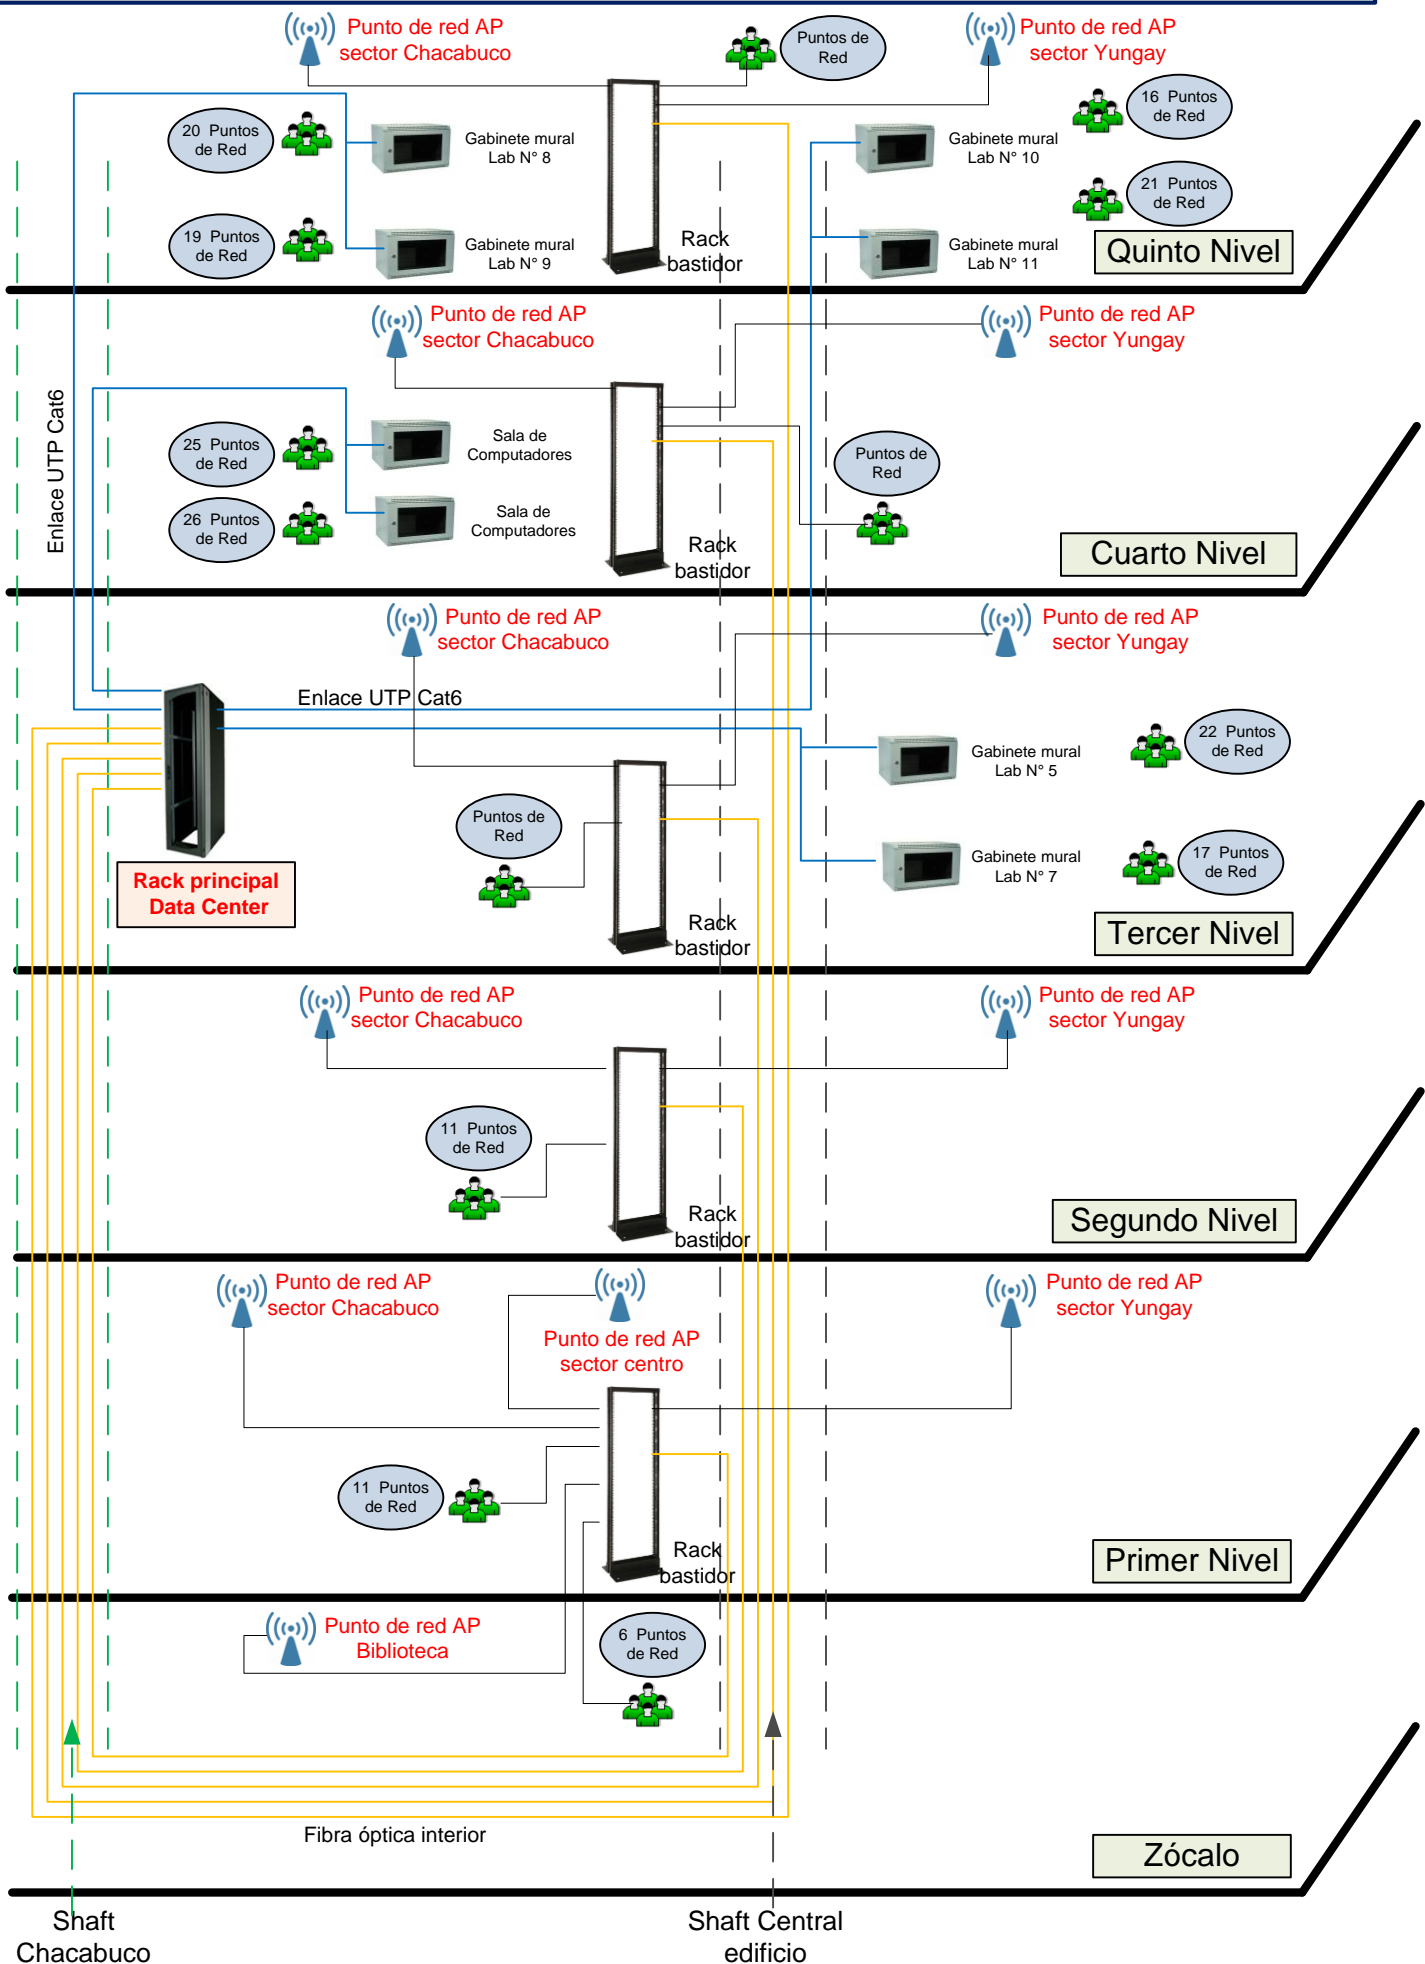 Punto de red AP
sector Chacabuco
Puntos de
Red
Punto de red AP
sector Yungay
20 Puntos
de Red
Gabinete mural
Lab N° 8
Gabinete mural
Lab N° 10
16 Puntos
de Red
21 Puntos
de Red
19 Puntos
de Red
Gabinete mural
Lab N° 9
Rack
bastidor
Gabinete mural
Lab N° 11
Quinto Nivel
Punto de red AP
sector Chacabuco
Punto de red AP
sector Yungay
Enlace UTP Cat6
25 Puntos
de Red
Sala de
Computadores
Puntos de
Red
26 Puntos
de Red
Sala de
Computadores
Rack
bastidor
Cuarto Nivel
Punto de red AP
sector Chacabuco
Punto de red AP
sector Yungay
Enlace UTP Cat6
Gabinete mural
Lab N° 5
22 Puntos
de Red
Puntos de
Red
Gabinete mural
Lab N° 7
17 Puntos
de Red
Rack principal
Data Center
Rack
bastidor
Tercer Nivel
Punto de red AP
sector Chacabuco
Punto de red AP
sector Yungay
11 Puntos
de Red
Rack
bastidor
Segundo Nivel
Punto de red AP
sector Chacabuco
Punto de red AP
sector centro
Punto de red AP
sector Yungay
11 Puntos
de Red
Rack
bastidor
Primer Nivel
Punto de red AP
Biblioteca
6 Puntos
de Red
Fibra óptica interior
Zócalo
Shaft
Chacabuco
Shaft Central
edificio